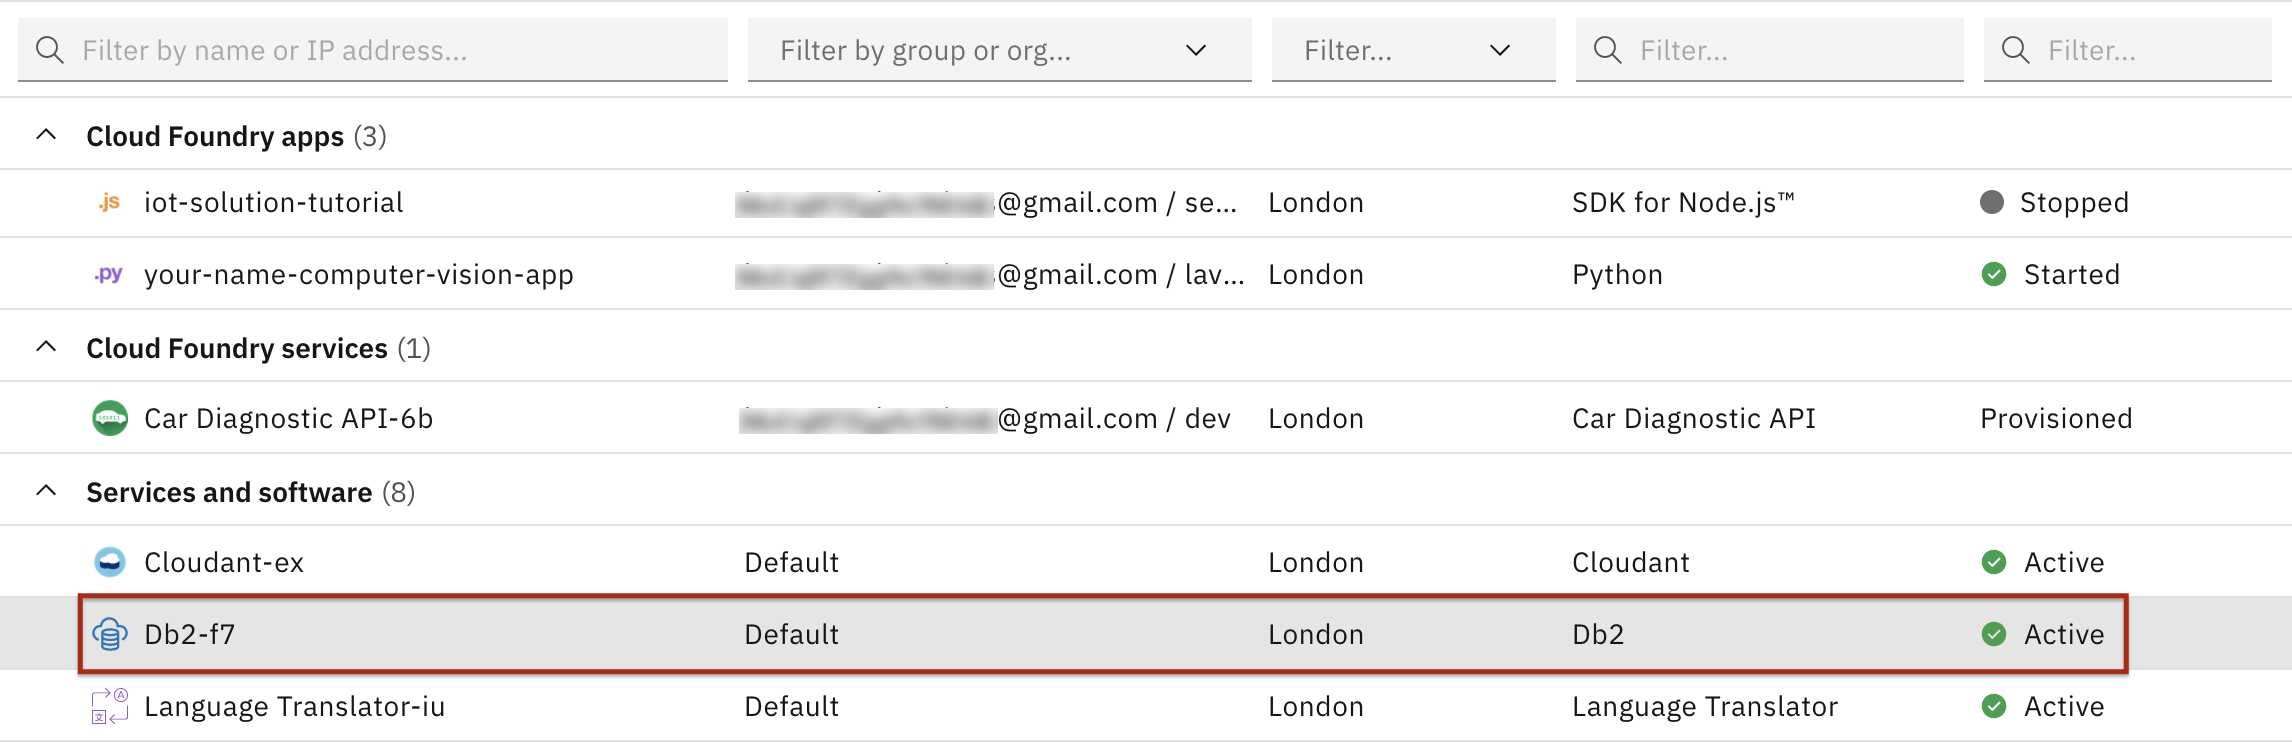 Filter by name or IP address... Filter by group or org... Filter... Filter... Filter...
Cloud Foundry apps (3)
.js iot-solution-tutorial @gmail.com / se... London SDK for Node.js™ Stopped
.py your-name-computer-vision-app @gmail.com / lav... London Python Started
Cloud Foundry services (1)
Car Diagnostic API-6b @gmail.com / dev London Car Diagnostic API Provisioned
Services and software (8)
Cloudant-ex Default London Cloudant Active
Db2-f7 Default London Db2 Active
Language Translator-iu Default London Language Translator Active